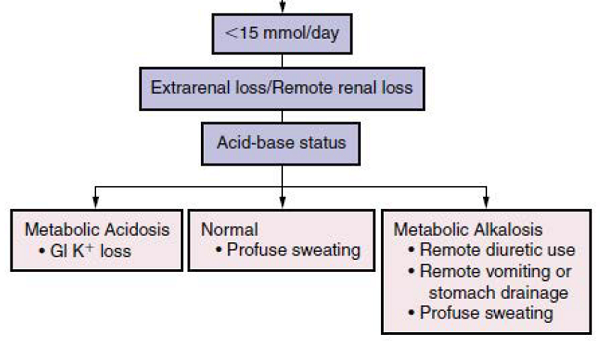 <15 mmol/day
Extrarenal loss/Remote renal loss
Acid-base status
Metabolic Acidosis
• GI K+ loss
Normal
• Profuse sweating
Metabolic Alkalosis
• Remote diuretic use
• Remote vomiting or
stomach drainage
• Profuse sweating